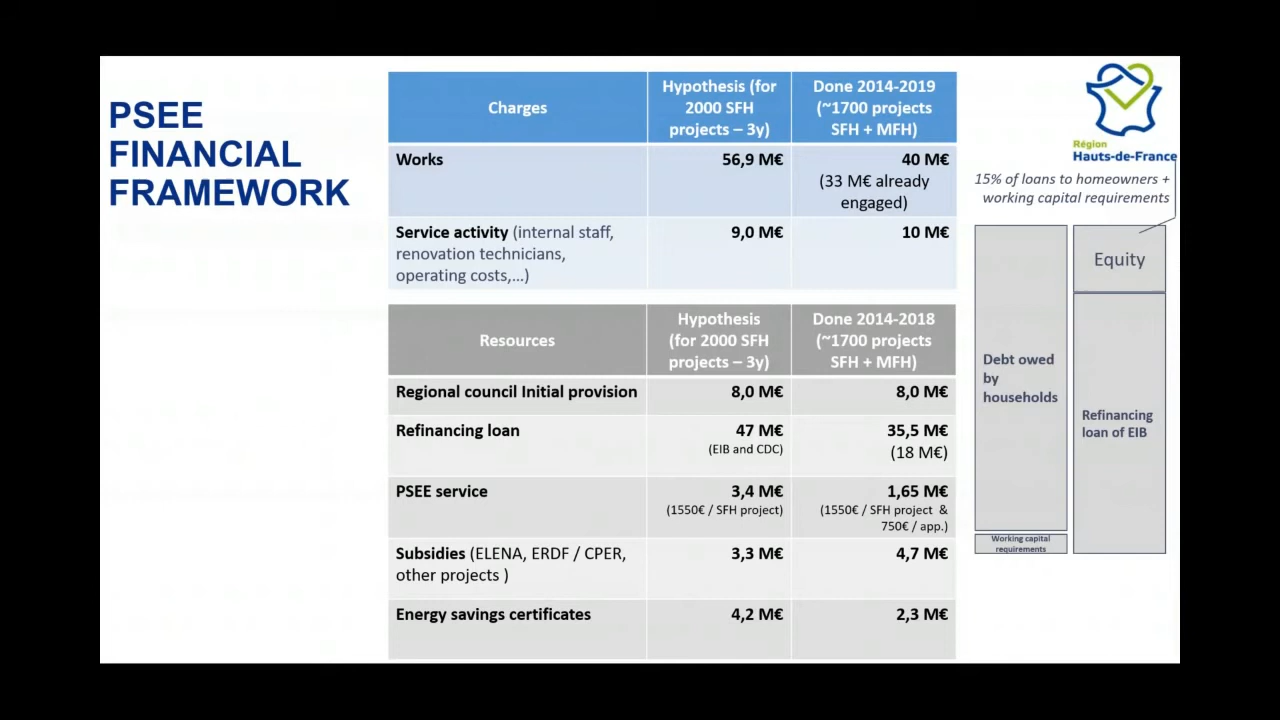 PSEE
FINANCIAL
FRAMEWORK
Charges
Hypothesis (for
2000 SFH
projects – 3y)
Done 2014-2019
(~1700 projects
SFH + MFH)
Works
56,9 M€
40 M€
(33 M€ already
engaged)
Service activity (internal staff,
renovation technicians,
operating costs,...)
9,0 M€
10 M€
Resources
Hypothesis
(for 2000 SFH
projects – 3y)
Done 2014-2018
(~1700 projects
SFH + MFH)
Regional council Initial provision
8,0 M€
8,0 M€
Refinancing loan
47 M€
(EIB and CDC)
35,5 M€
(18 M€)
PSEE service
3,4 M€
(1550€ / SFH project)
1,65 M€
(1550€ / SFH project &
750€ / app.)
Subsidies (ELENA, ERDF / CPER,
other projects )
3,3 M€
4,7 M€
Energy savings certificates
4,2 M€
2,3 M€
Région
Hauts-de-France
15% of loans to homeowners +
working capital requirements
Debt owed
by
households
Working capital
requirements
Equity
Refinancing
loan of EIB